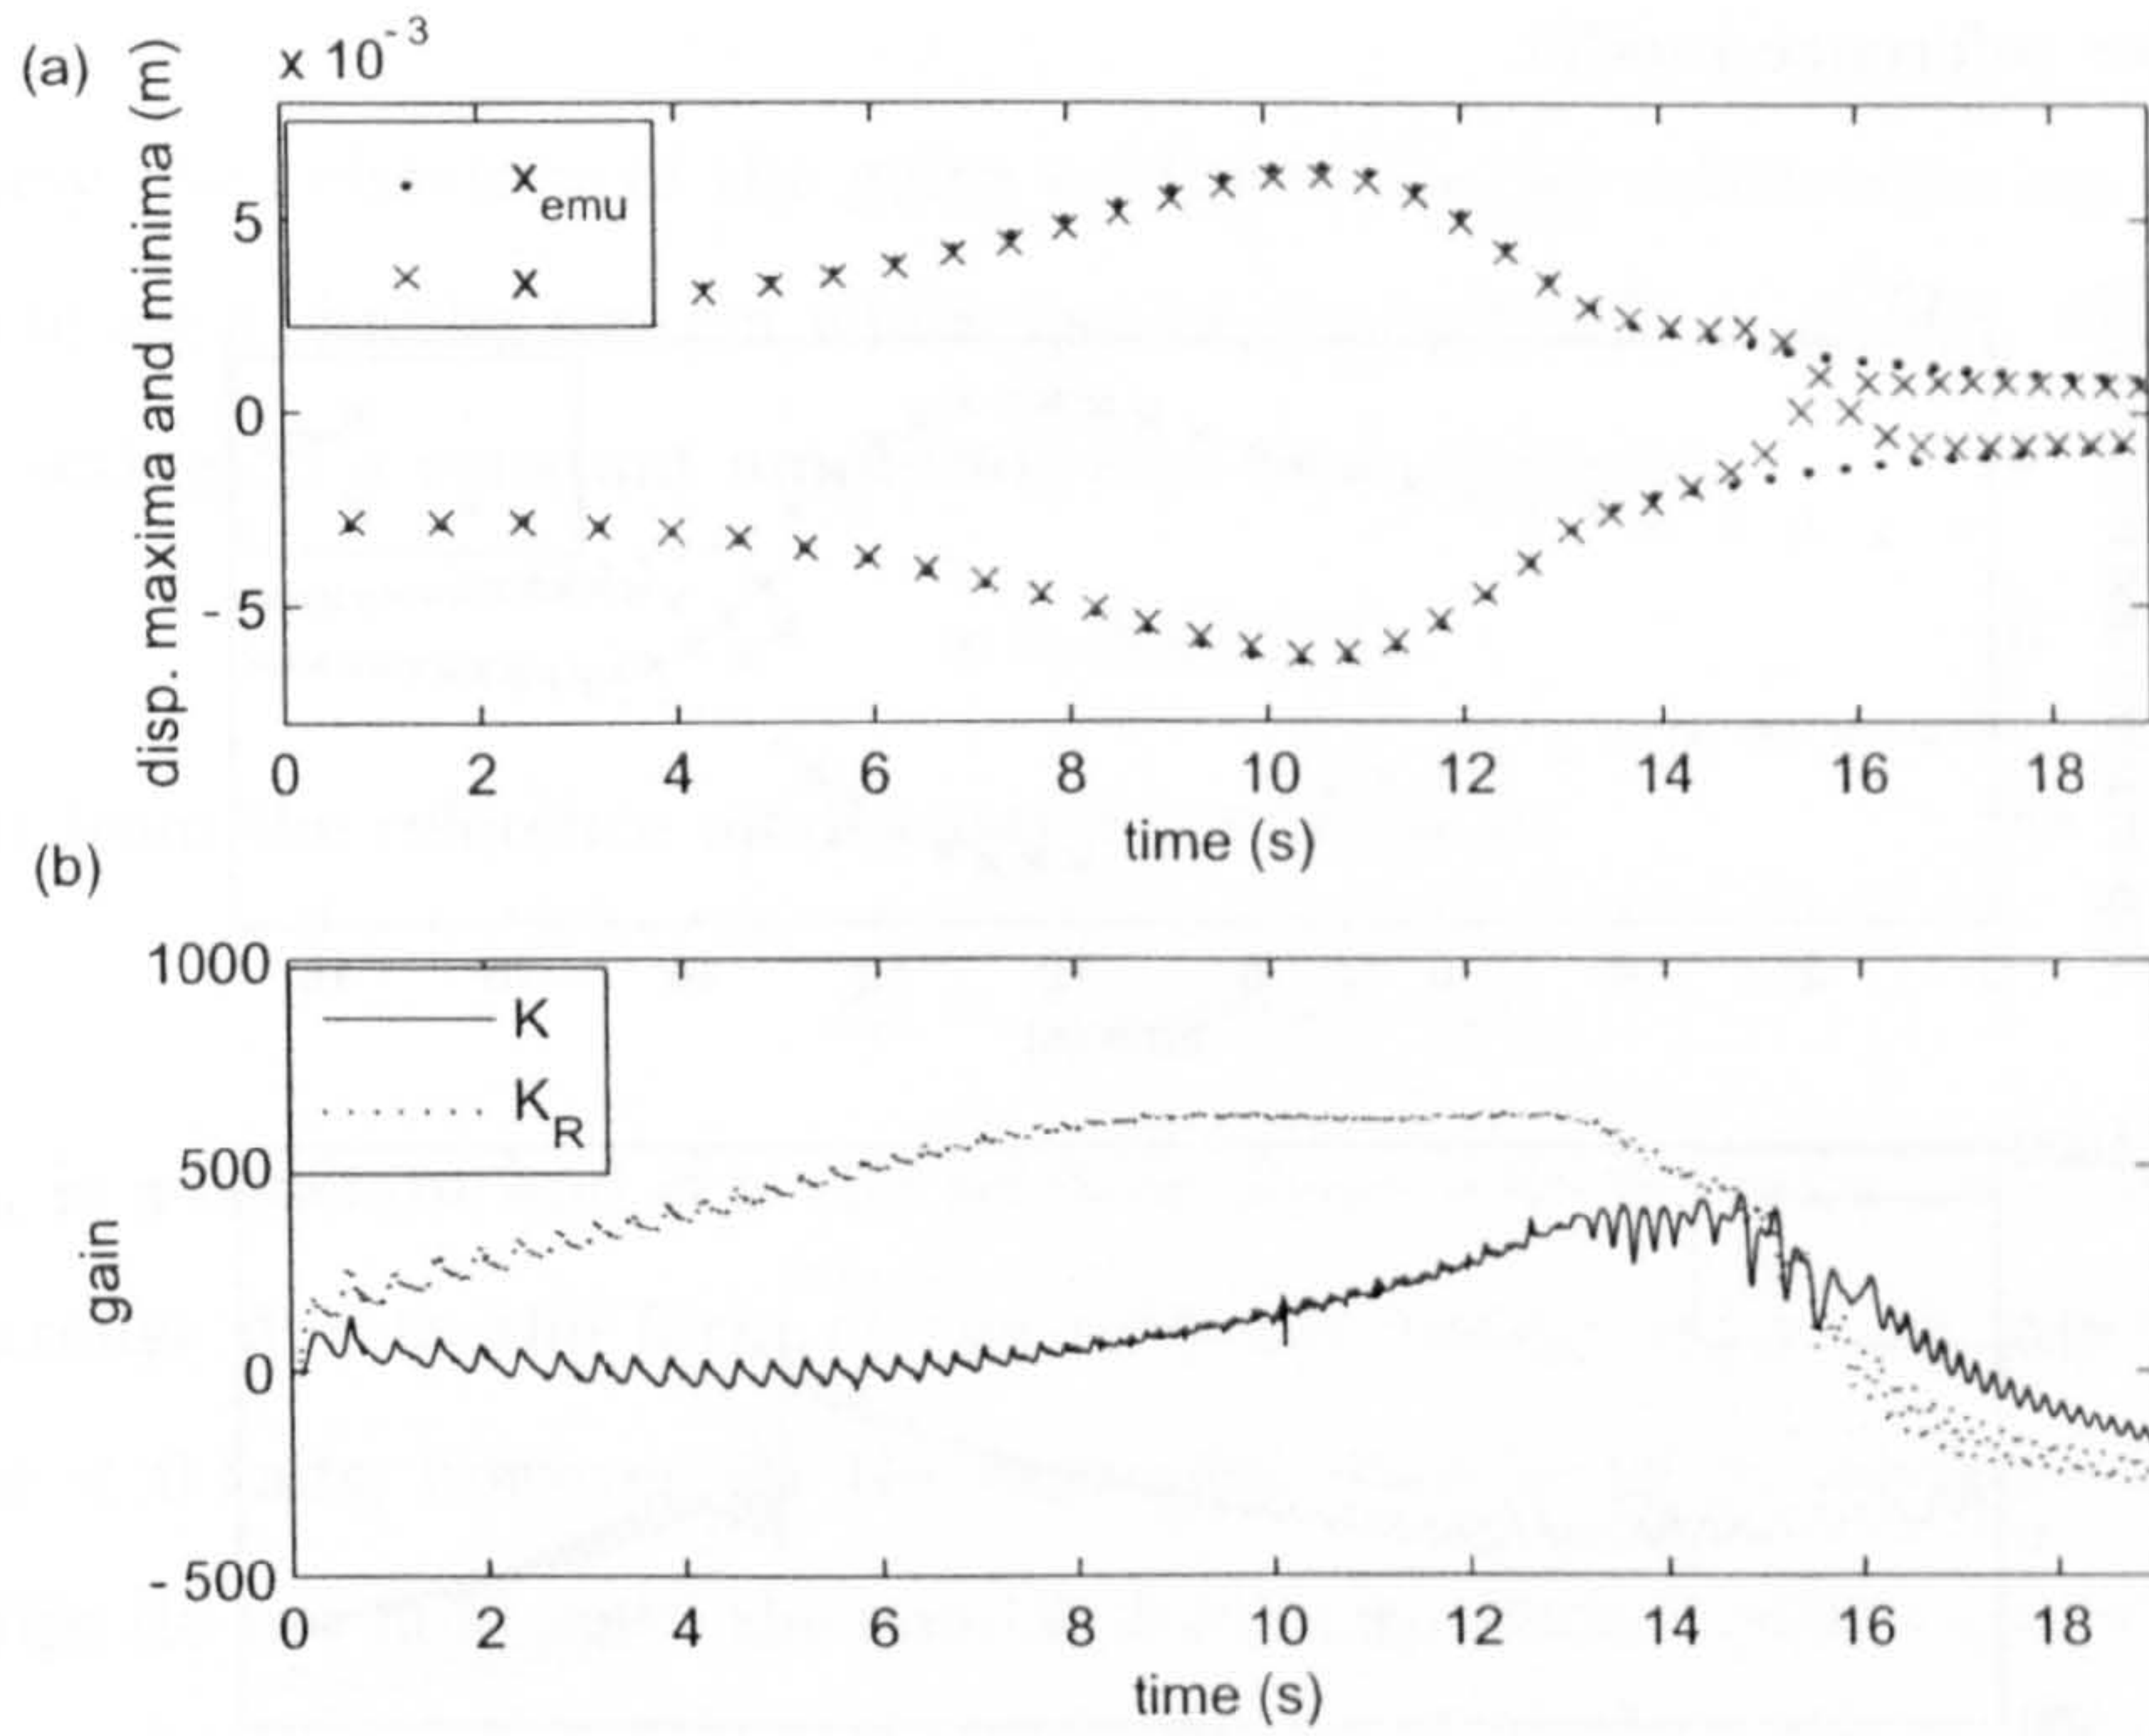 (a)
x 10^-3
disp. maxima and minima (m)
5
0
- 5
x_emu
x
0 2 4 6 8 10 12 14 16 18
time (s)
(b)
gain
1000
500
0
- 500
K
K_R
0 2 4 6 8 10 12 14 16 18
time (s)